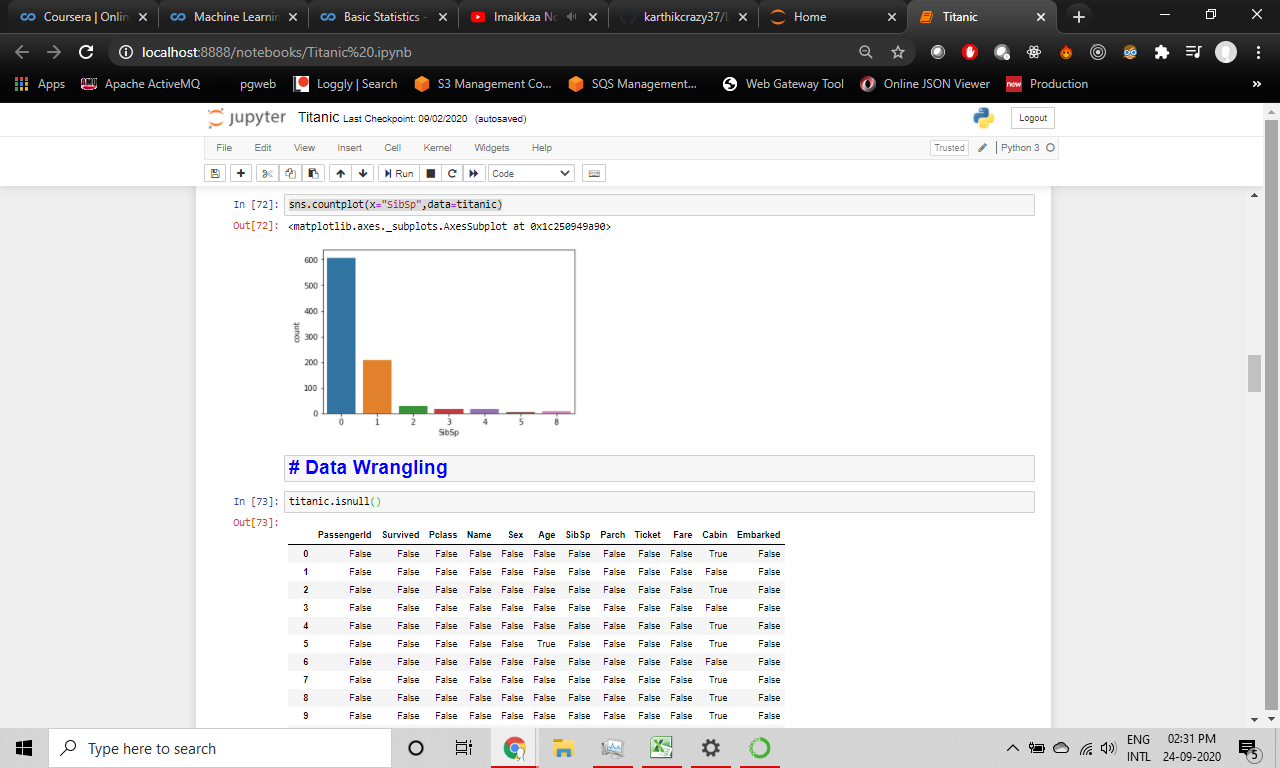 Coursera | Onlin
Machine Learnin
Basic Statistics -
Imaikkaa No
karthikcrazy37/L
Home
Titanic
localhost:8888/notebooks/Titanic%20.ipynb
Apps
Apache ActiveMQ
pgweb
Loggly | Search
S3 Management Co...
SQS Management...
Web Gateway Tool
Online JSON Viewer
now
Production
»
jupyter Titanic Last Checkpoint: 09/02/2020 (autosaved)
Logout
File Edit View Insert Cell Kernel Widgets Help
Trusted
Python 3
Run
Code
In [72]: sns.countplot(x="SibSp",data=titanic)
Out[72]: <matplotlib.axes._subplots.AxesSubplot at 0x1c250949a90>
600
500
400
300
200
100
0
count
0 1 2 3 4 5 8
SibSp
# Data Wrangling
In [73]: titanic.isnull()
Out[73]:
PassengerId Survived Pclass Name Sex Age SibSp Parch Ticket Fare Cabin Embarked
0 False False False False False False False False False False True False
1 False False False False False False False False False False False False
2 False False False False False False False False False False True False
3 False False False False False False False False False False False False
4 False False False False False False False False False False True False
5 False False False False False True False False False False True False
6 False False False False False False False False False False False False
7 False False False False False False False False False False True False
8 False False False False False False False False False False True False
9 False False False False False False False False False False True False
Type here to search
ENG
INTL
02:31 PM
24-09-2020
5